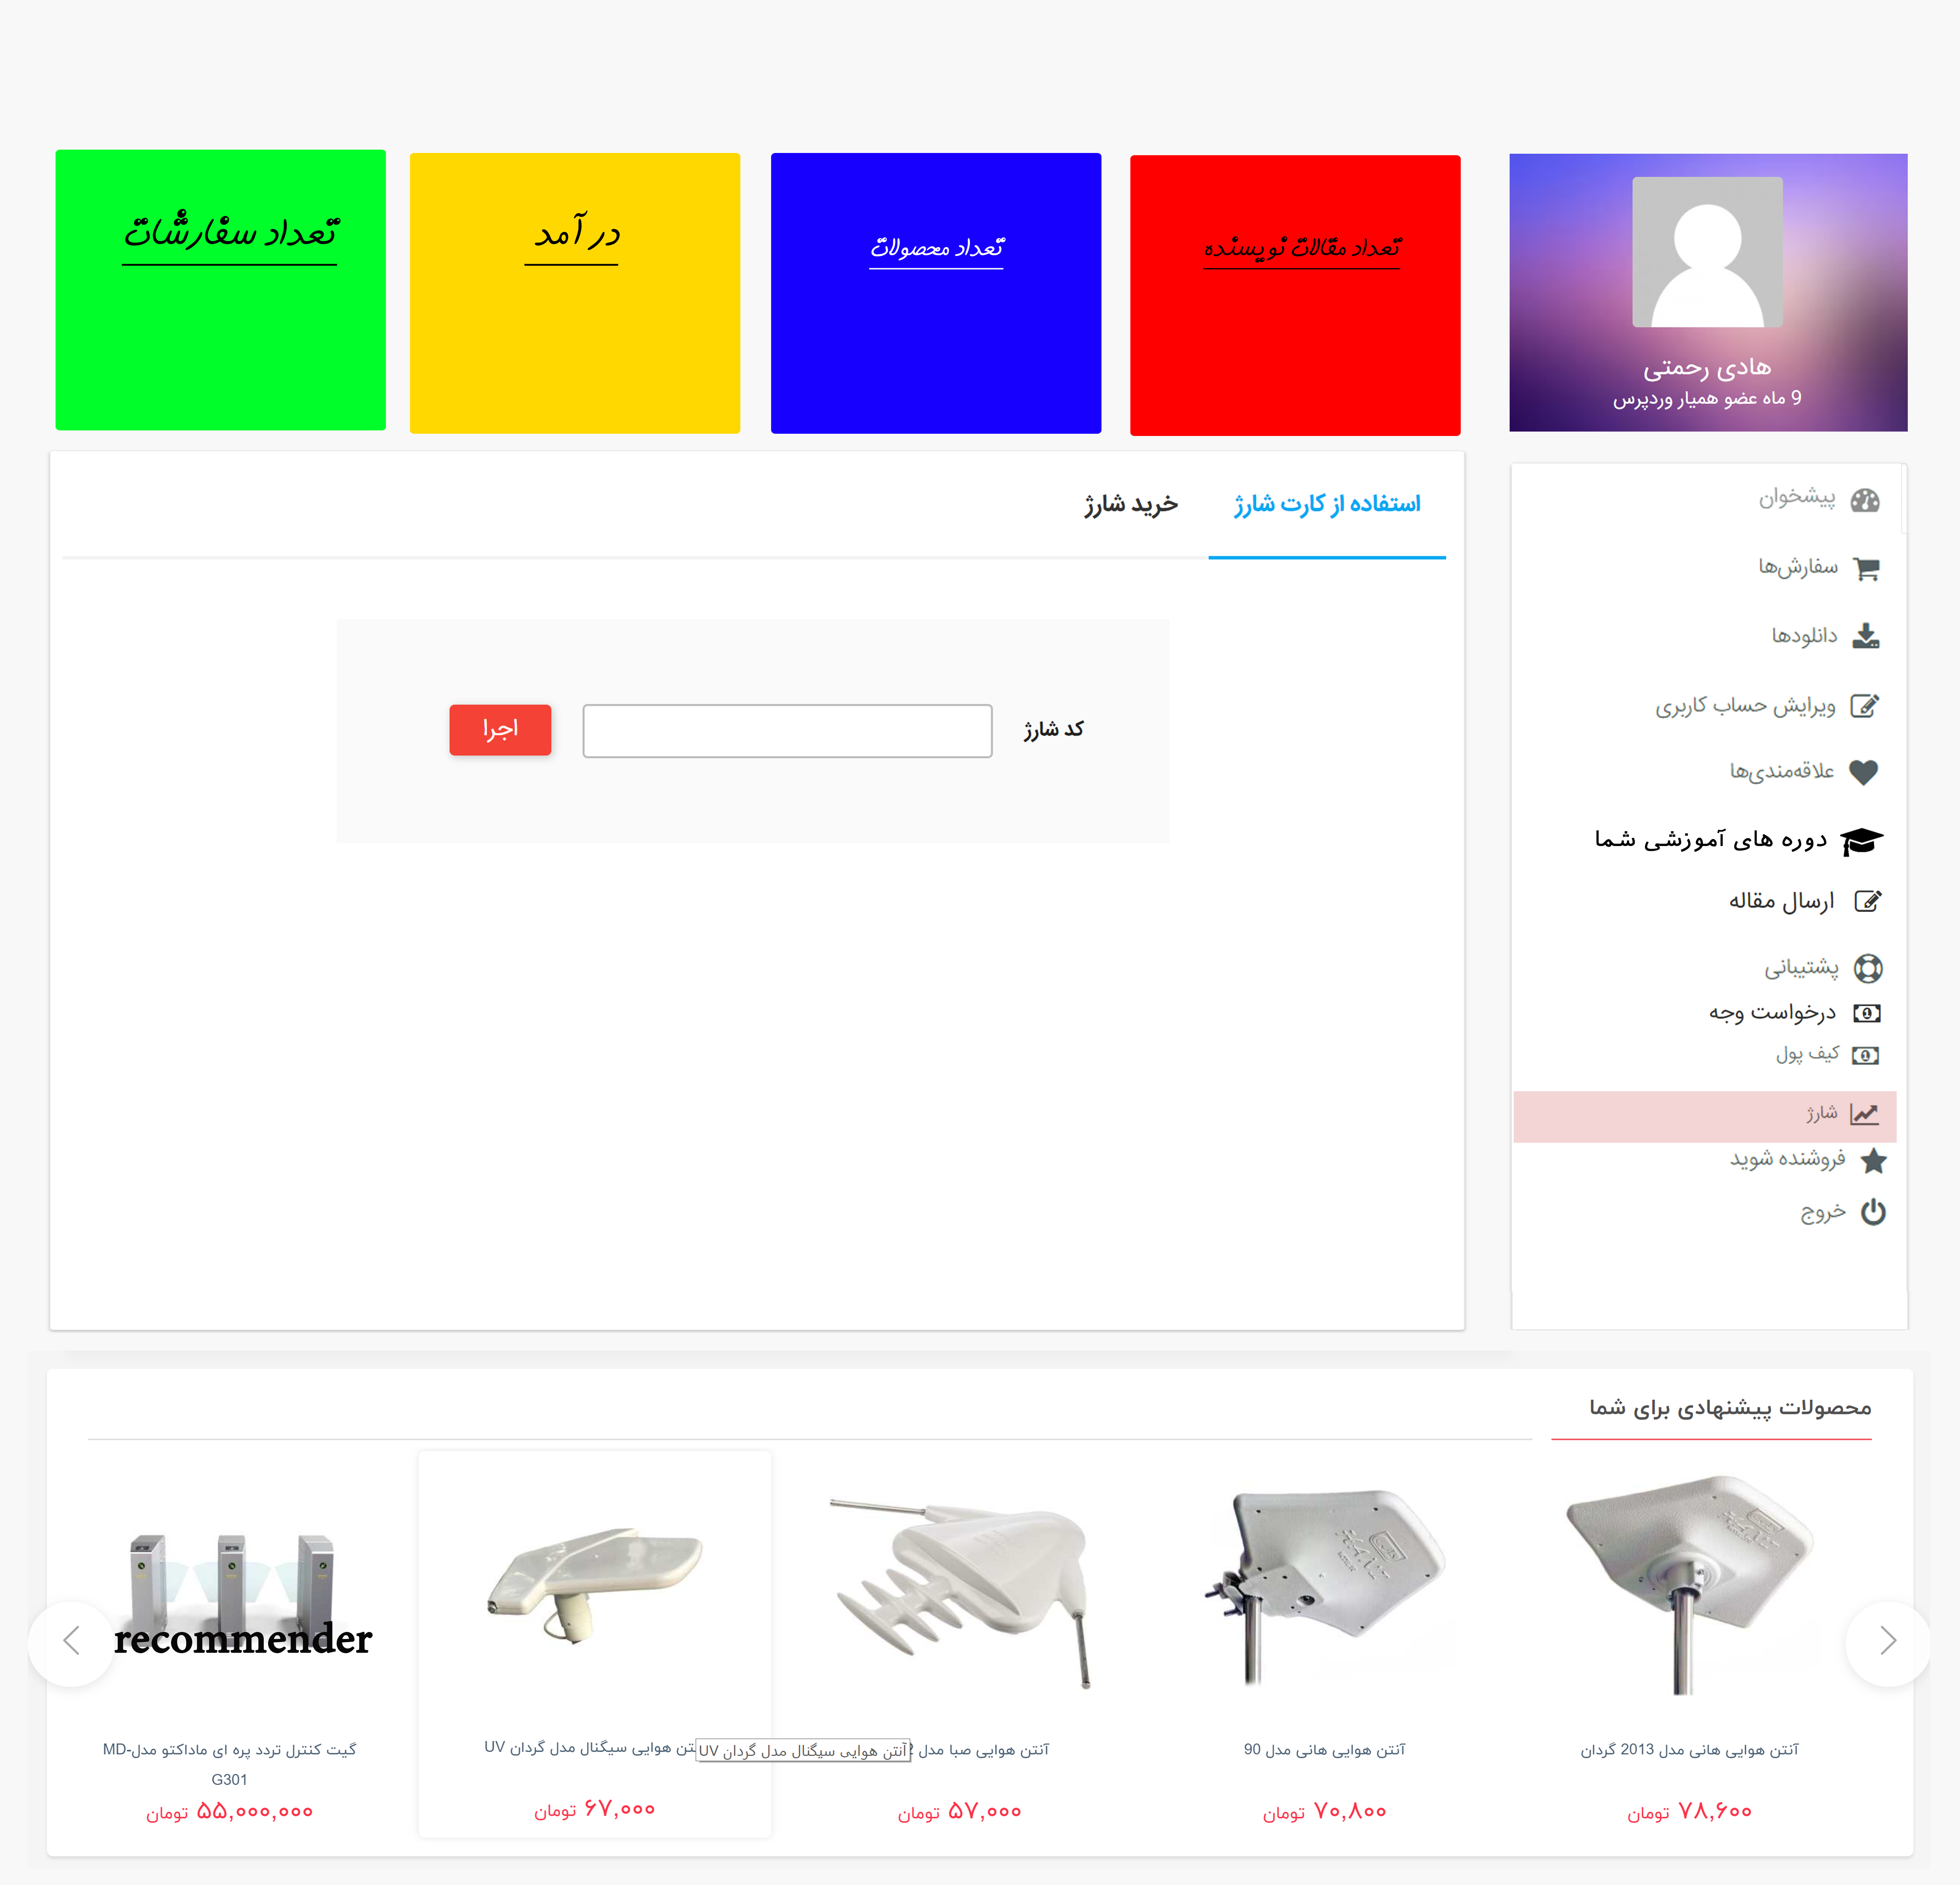 هادی رحمتی
9 ماه عضو همیار وردپرس
تعداد مقالات نویسنده
تعداد محصولات
در آمد
تعداد سفارشات
پیشخوان
سفارش‌ها
دانلودها
ویرایش حساب کاربری
علاقه‌مندی‌ها
دوره های آموزشی شما
ارسال مقاله
پشتیبانی
درخواست وجه
کیف پول
شارژ
فروشنده شوید
خروج
استفاده از کارت شارژ
خرید شارژ
کد شارژ
اجرا
محصولات پیشنهادی برای شما
آنتن هوایی هانی مدل 2013 گردان
۷۸,۶۰۰ تومان
آنتن هوایی هانی مدل 90
۷۰,۸۰۰ تومان
آنتن هوایی صبا مدل
۵۷,۰۰۰ تومان
هوایی سیگنال مدل گردان UV
آنتن هوایی سیگنال مدل گردان UV
۶۷,۰۰۰ تومان
recommender
گیت کنترل تردد پره ای ماداکتو مدل MD-
G301
۵۵,۰۰۰,۰۰۰ تومان